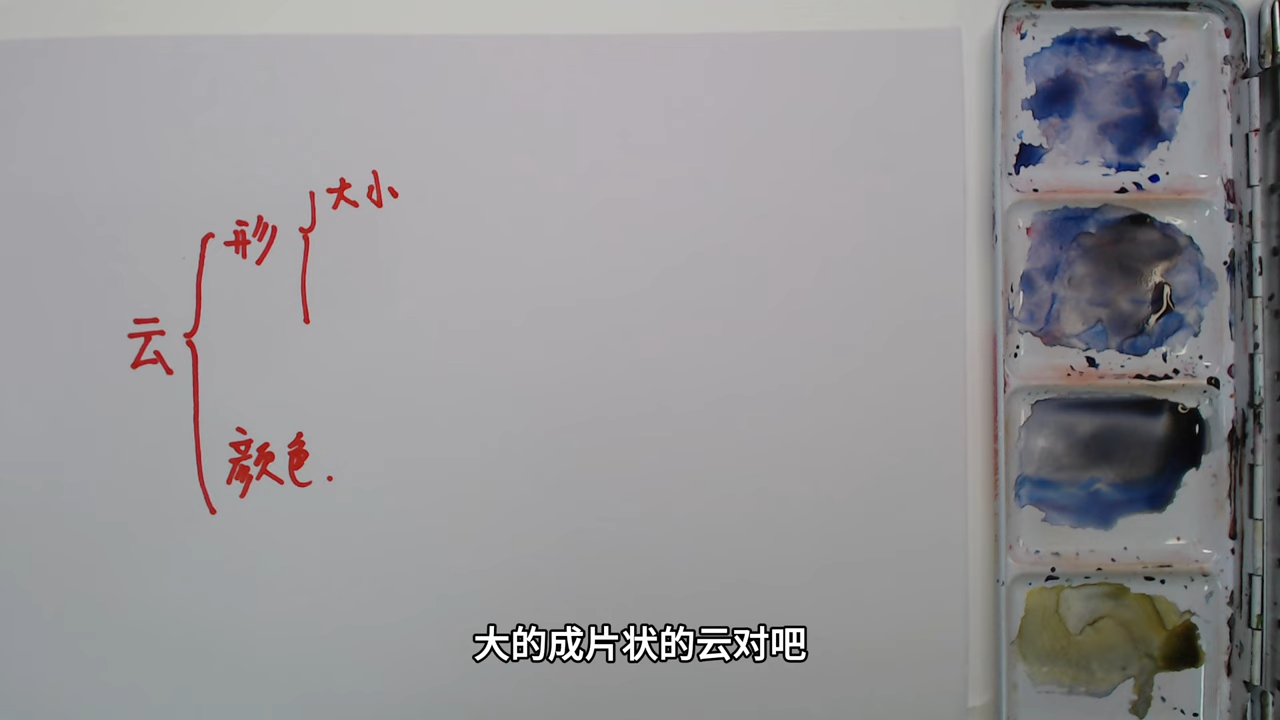 大小
形
云
颜色.
大的成片状的云对吧